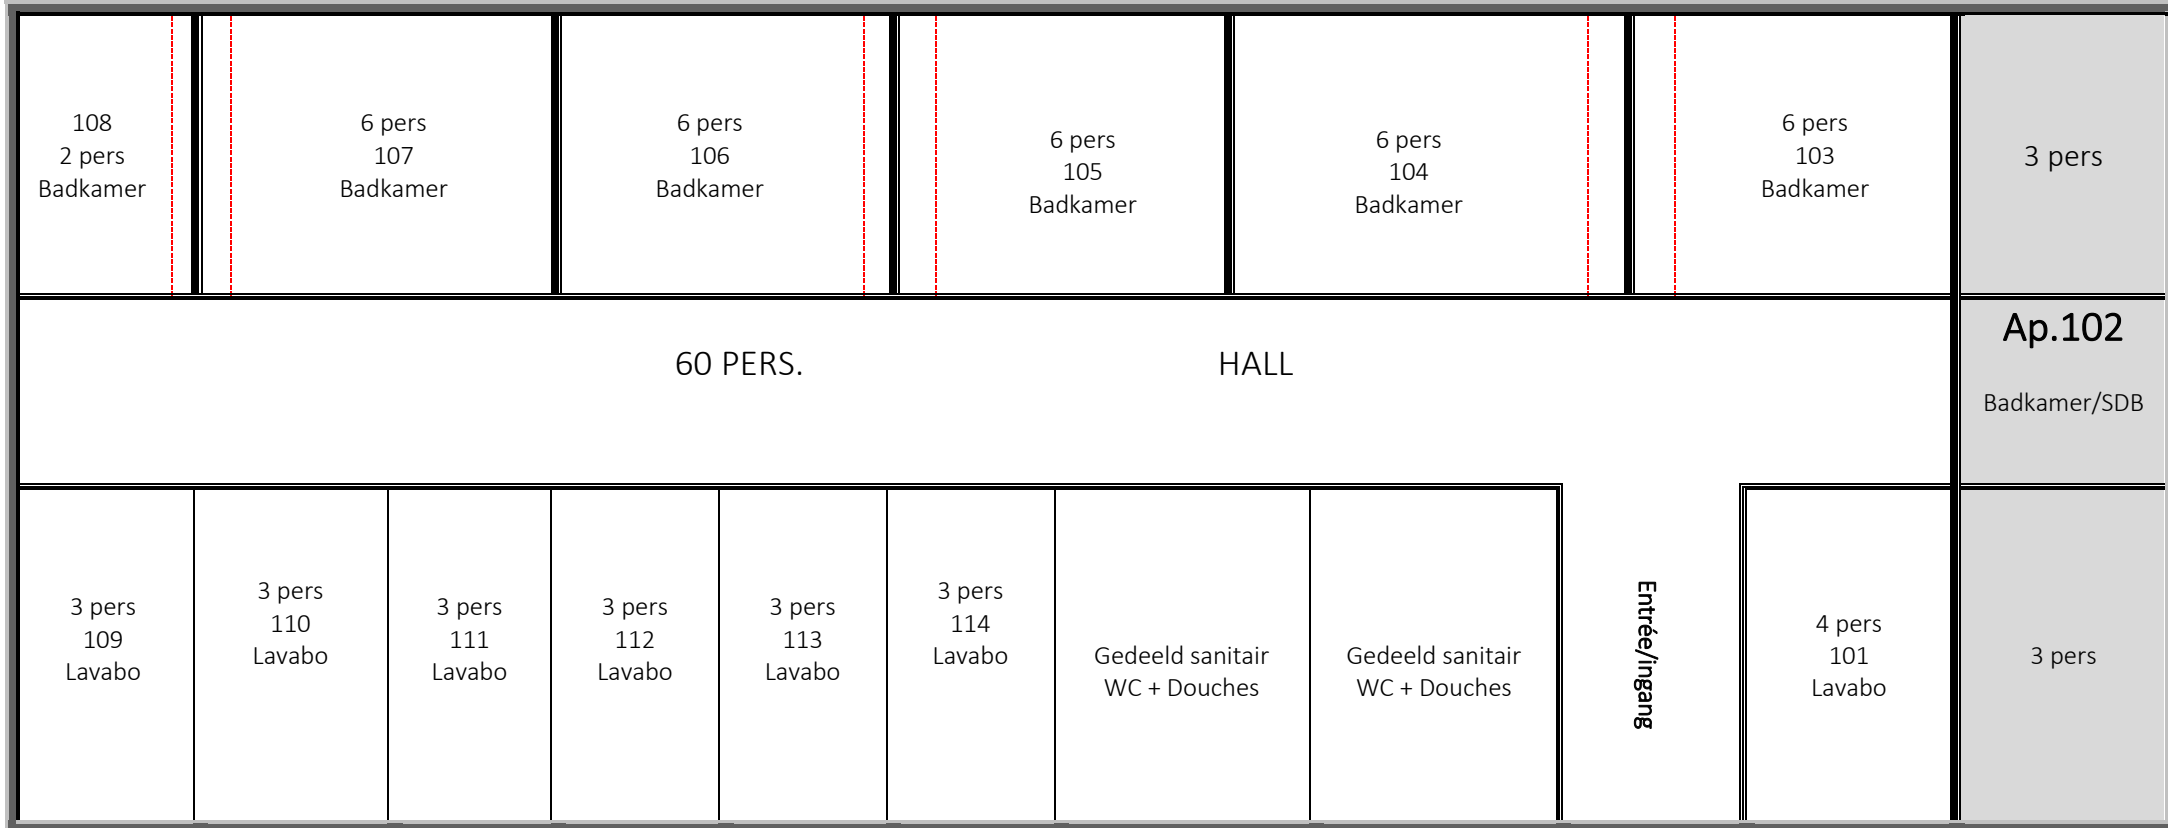 108
2 pers
Badkamer
6 pers
107
Badkamer
6 pers
106
Badkamer
6 pers
105
Badkamer
6 pers
104
Badkamer
6 pers
103
Badkamer
3 pers
60 PERS.
HALL
Ap.102
Badkamer/SDB
3 pers
109
Lavabo
3 pers
110
Lavabo
3 pers
111
Lavabo
3 pers
112
Lavabo
3 pers
113
Lavabo
3 pers
114
Lavabo
Gedeeld sanitair
WC + Douches
Gedeeld sanitair
WC + Douches
Entrée/ingang
4 pers
101
Lavabo
3 pers